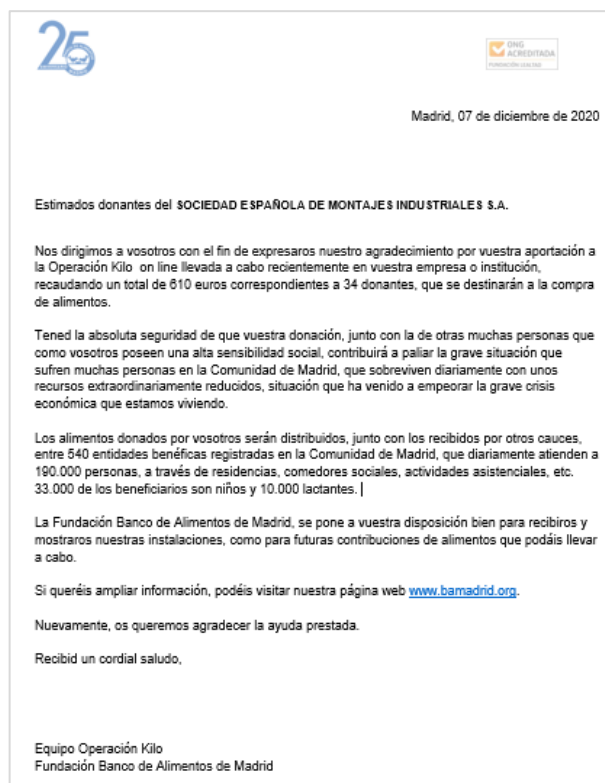 25
ONG
ACREDITADA
FUNDACIÓN LEALTAD
Madrid, 07 de diciembre de 2020
Estimados donantes del SOCIEDAD ESPAÑOLA DE MONTAJES INDUSTRIALES S.A.
Nos dirigimos a vosotros con el fin de expresaros nuestro agradecimiento por vuestra aportación a
la Operación Kilo on line llevada a cabo recientemente en vuestra empresa o institución,
recaudando un total de 610 euros correspondientes a 34 donantes, que se destinarán a la compra
de alimentos.
Tened la absoluta seguridad de que vuestra donación, junto con la de otras muchas personas que
como vosotros poseen una alta sensibilidad social, contribuirá a paliar la grave situación que
sufren muchas personas en la Comunidad de Madrid, que sobreviven diariamente con unos
recursos extraordinariamente reducidos, situación que ha venido a empeorar la grave crisis
económica que estamos viviendo.
Los alimentos donados por vosotros serán distribuidos, junto con los recibidos por otros cauces,
entre 540 entidades benéficas registradas en la Comunidad de Madrid, que diariamente atienden a
190.000 personas, a través de residencias, comedores sociales, actividades asistenciales, etc.
33.000 de los beneficiarios son niños y 10.000 lactantes.
La Fundación Banco de Alimentos de Madrid, se pone a vuestra disposición bien para recibiros y
mostraros nuestras instalaciones, como para futuras contribuciones de alimentos que podáis llevar
a cabo.
Si queréis ampliar información, podéis visitar nuestra página web www.bamadrid.org.
Nuevamente, os queremos agradecer la ayuda prestada.
Recibid un cordial saludo,
Equipo Operación Kilo
Fundación Banco de Alimentos de Madrid